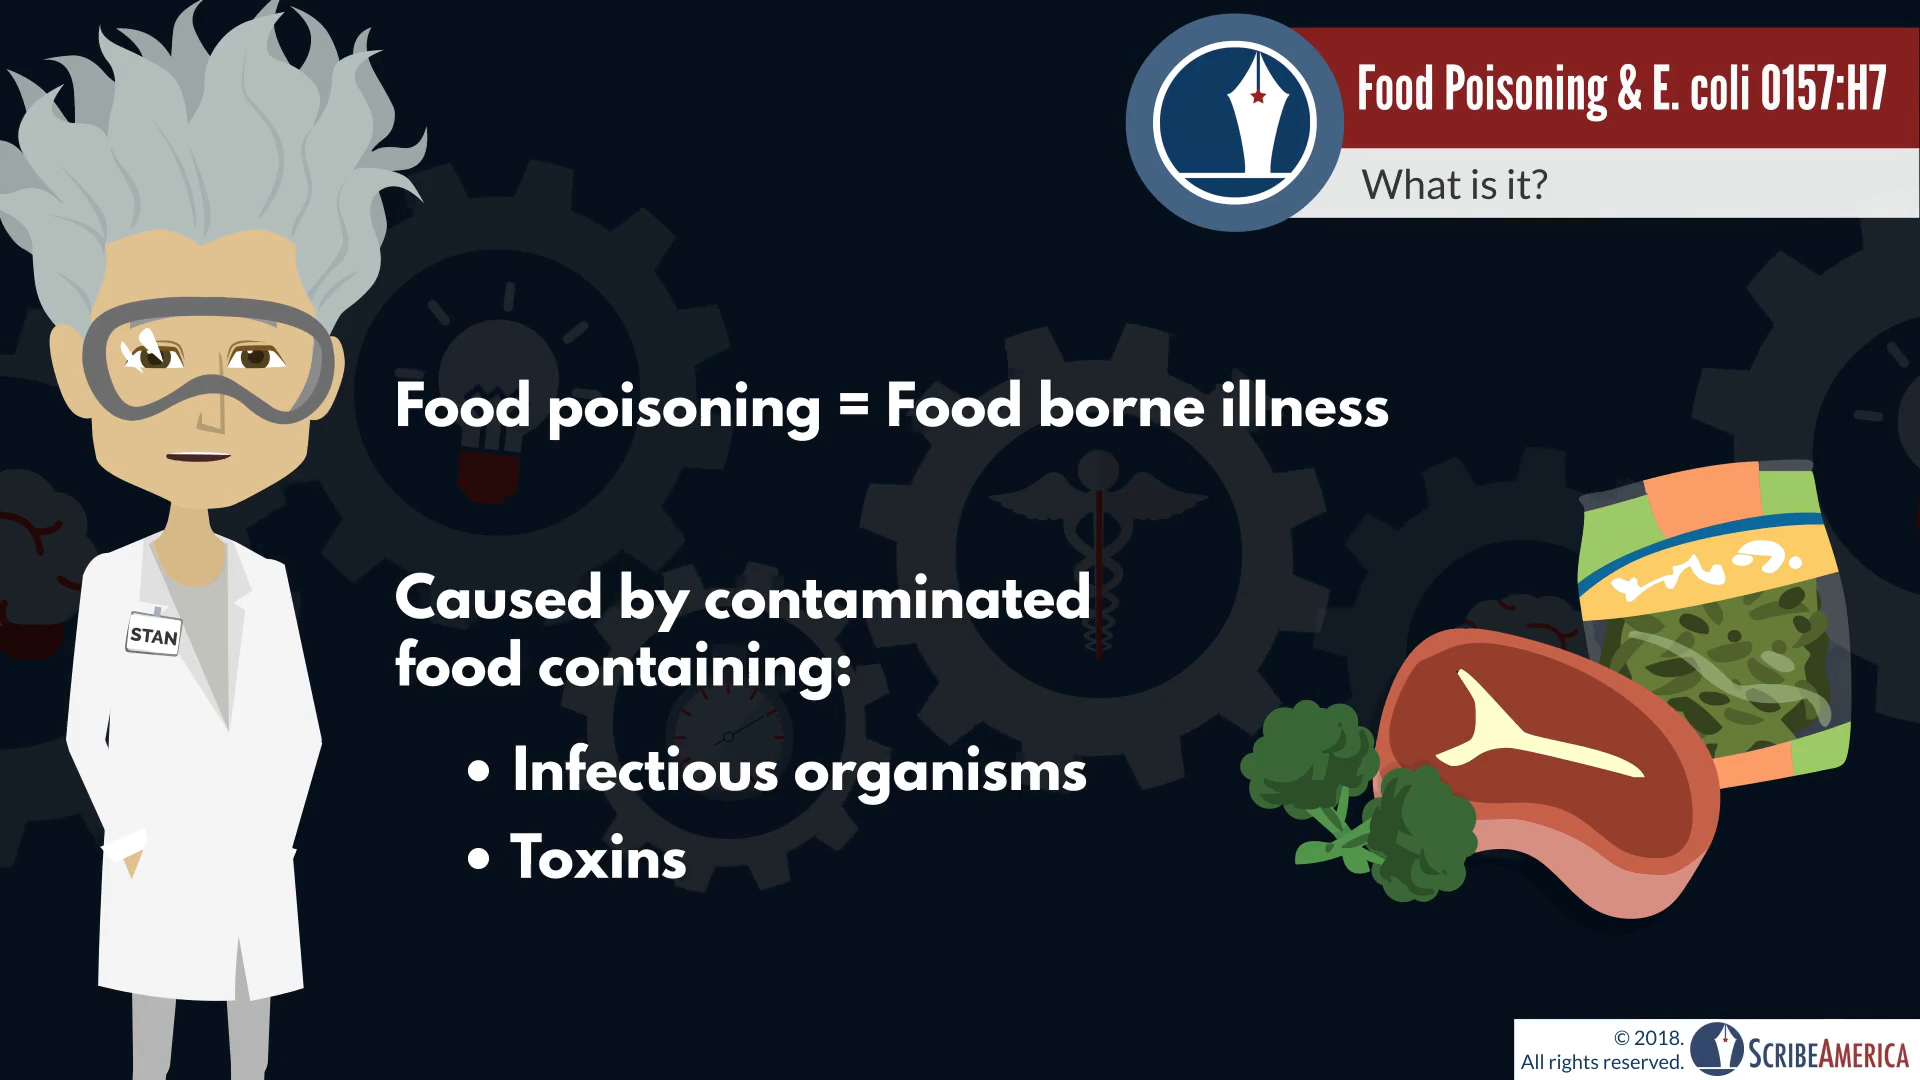 Food Poisoning & E. coli O157:H7
What is it?
Food poisoning = Food borne illness
Caused by contaminated
food containing:
• Infectious organisms
• Toxins
STAN
© 2018.
All rights reserved.
SCRIBEAMERICA